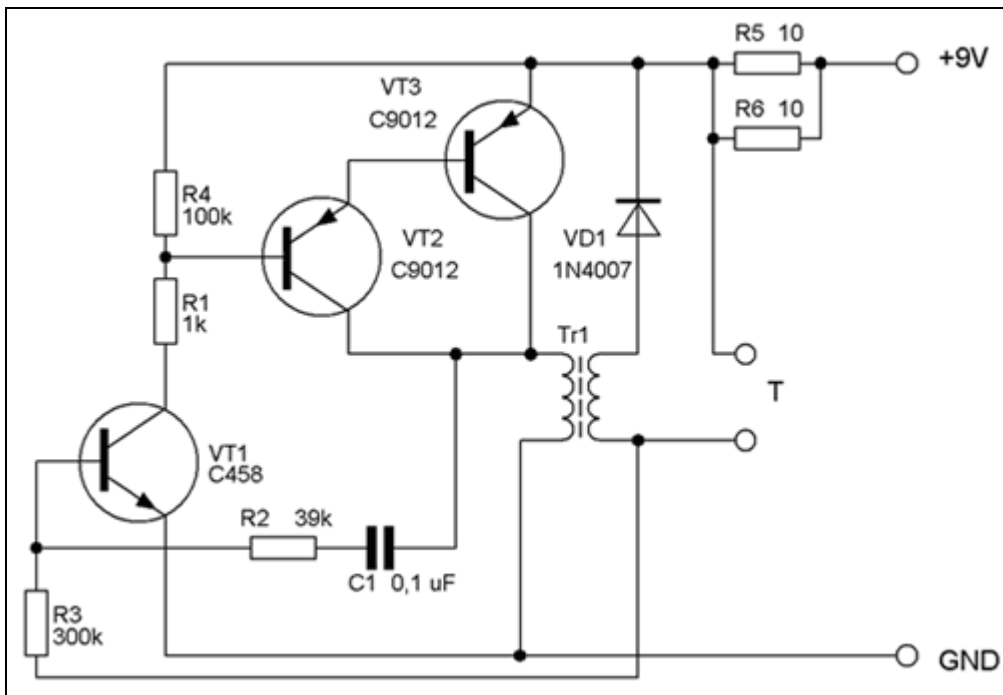 R5 10
+9V
R6 10
VT3
C9012
R4
100k
VT2
C9012
VD1
1N4007
R1
1k
Tr1
T
VT1
C458
R2 39k
C1 0,1 uF
R3
300k
GND